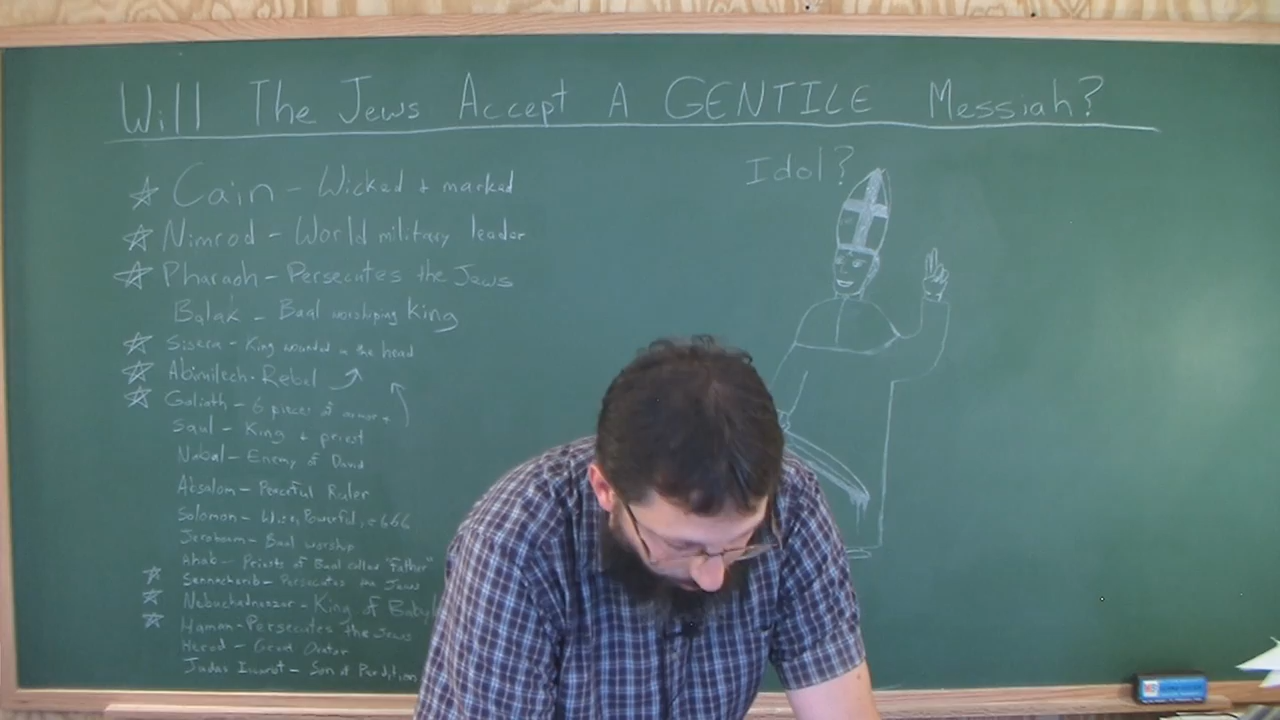 Will The Jews Accept A GENTILE Messiah?
Idol?
Cain - Wicked + marked
Nimrod - World military leader
Pharaoh - Persecutes the Jews
Balak - Baal worshiping King
Sisera - King wounded in the head
Abimilech - Rebel
Goliath - 6 pieces of armor +
Saul - King + priest
Nabal - Enemy of David
Absalom - Peaceful Ruler
Solomon - Wise, Powerful, 666
Jeroboam - Baal worship
Ahab - Priests of Baal called "Father"
Sennacherib - Persecutes the Jews
Nebuchadnezzar - King of Baby
Haman - Persecutes the Jews
Herod - Great Orator
Judas Iscariot - Son of Perdition